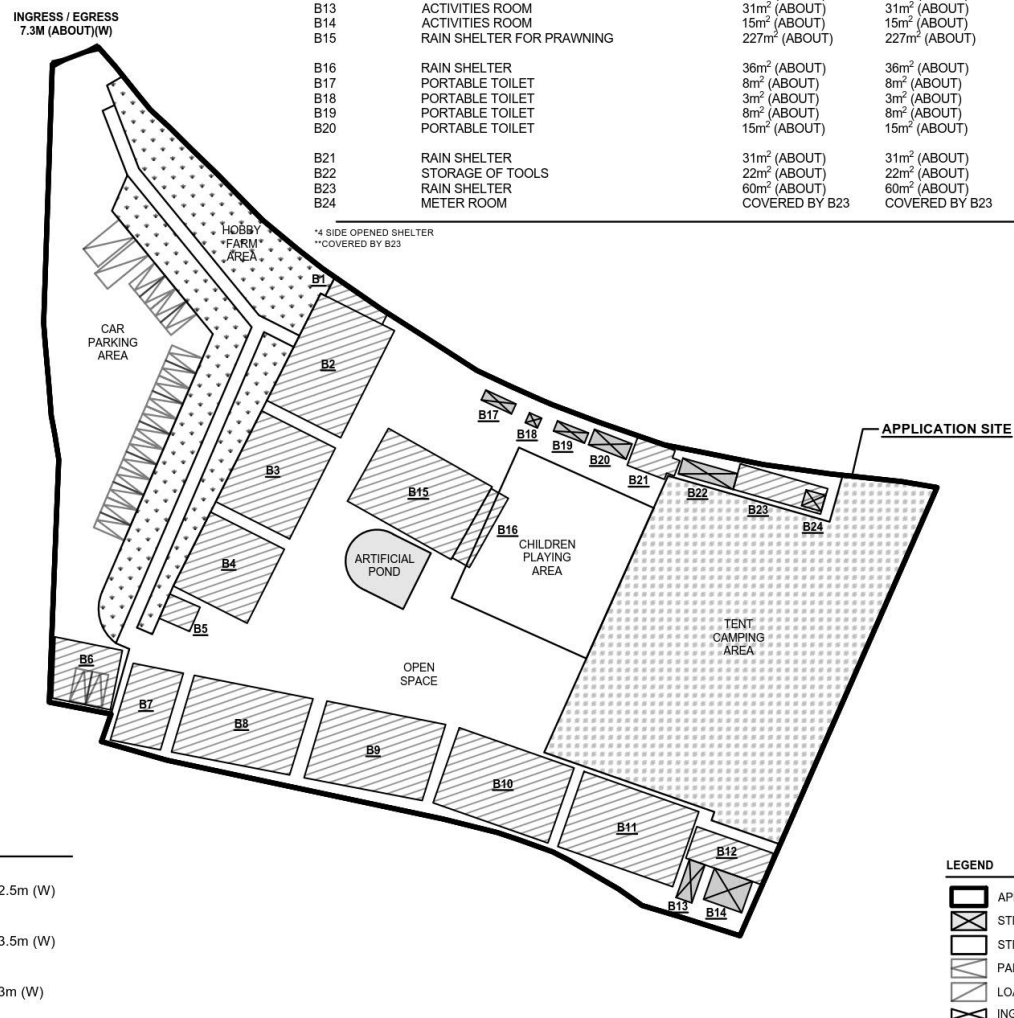 B13 ACTIVITIES ROOM 31m² (ABOUT) 31m² (ABOUT)
B14 ACTIVITIES ROOM 15m² (ABOUT) 15m² (ABOUT)
B15 RAIN SHELTER FOR PRAWNING 227m² (ABOUT) 227m² (ABOUT)
B16 RAIN SHELTER 36m² (ABOUT) 36m² (ABOUT)
B17 PORTABLE TOILET 8m² (ABOUT) 8m² (ABOUT)
B18 PORTABLE TOILET 3m² (ABOUT) 3m² (ABOUT)
B19 PORTABLE TOILET 8m² (ABOUT) 8m² (ABOUT)
B20 PORTABLE TOILET 15m² (ABOUT) 15m² (ABOUT)
B21 RAIN SHELTER 31m² (ABOUT) 31m² (ABOUT)
B22 STORAGE OF TOOLS 22m² (ABOUT) 22m² (ABOUT)
B23 RAIN SHELTER 60m² (ABOUT) 60m² (ABOUT)
B24 METER ROOM COVERED BY B23 COVERED BY B23
*4 SIDE OPENED SHELTER
**COVERED BY B23
INGRESS / EGRESS
7.3M (ABOUT)(W)
HOBBY
FARM
AREA
CAR
PARKING
AREA
B1
B2
B3
B4
B5
B6
B7
B8
B9
B10
B11
B12
B13
B14
B15
B16
B17
B18
B19
B20
B21
B22
B23
B24
APPLICATION SITE
ARTIFICIAL
POND
CHILDREN
PLAYING
AREA
TENT
CAMPING
AREA
OPEN
SPACE
2.5m (W)
3.5m (W)
3m (W)
LEGEND